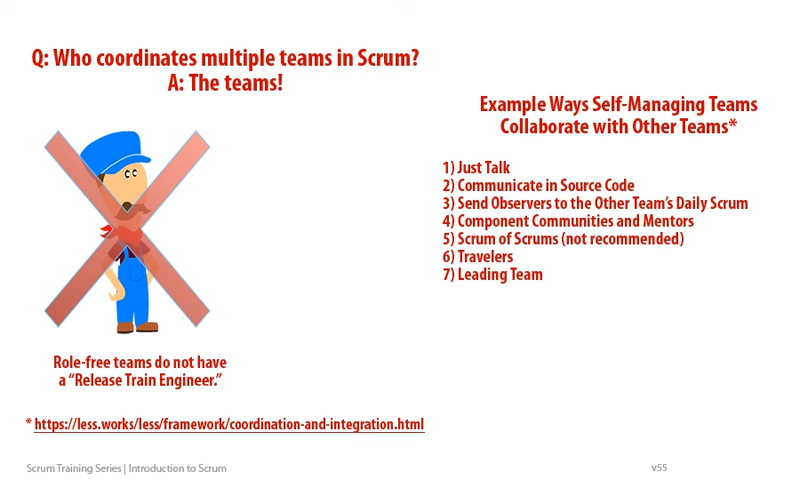 Q: Who coordinates multiple teams in Scrum?
A: The teams!
Role-free teams do not have
a “Release Train Engineer.”
Example Ways Self-Managing Teams
Collaborate with Other Teams*
1) Just Talk
2) Communicate in Source Code
3) Send Observers to the Other Team’s Daily Scrum
4) Component Communities and Mentors
5) Scrum of Scrums (not recommended)
6) Travelers
7) Leading Team
* https://less.works/less/framework/coordination-and-integration.html
Scrum Training Series | Introduction to Scrum
v55